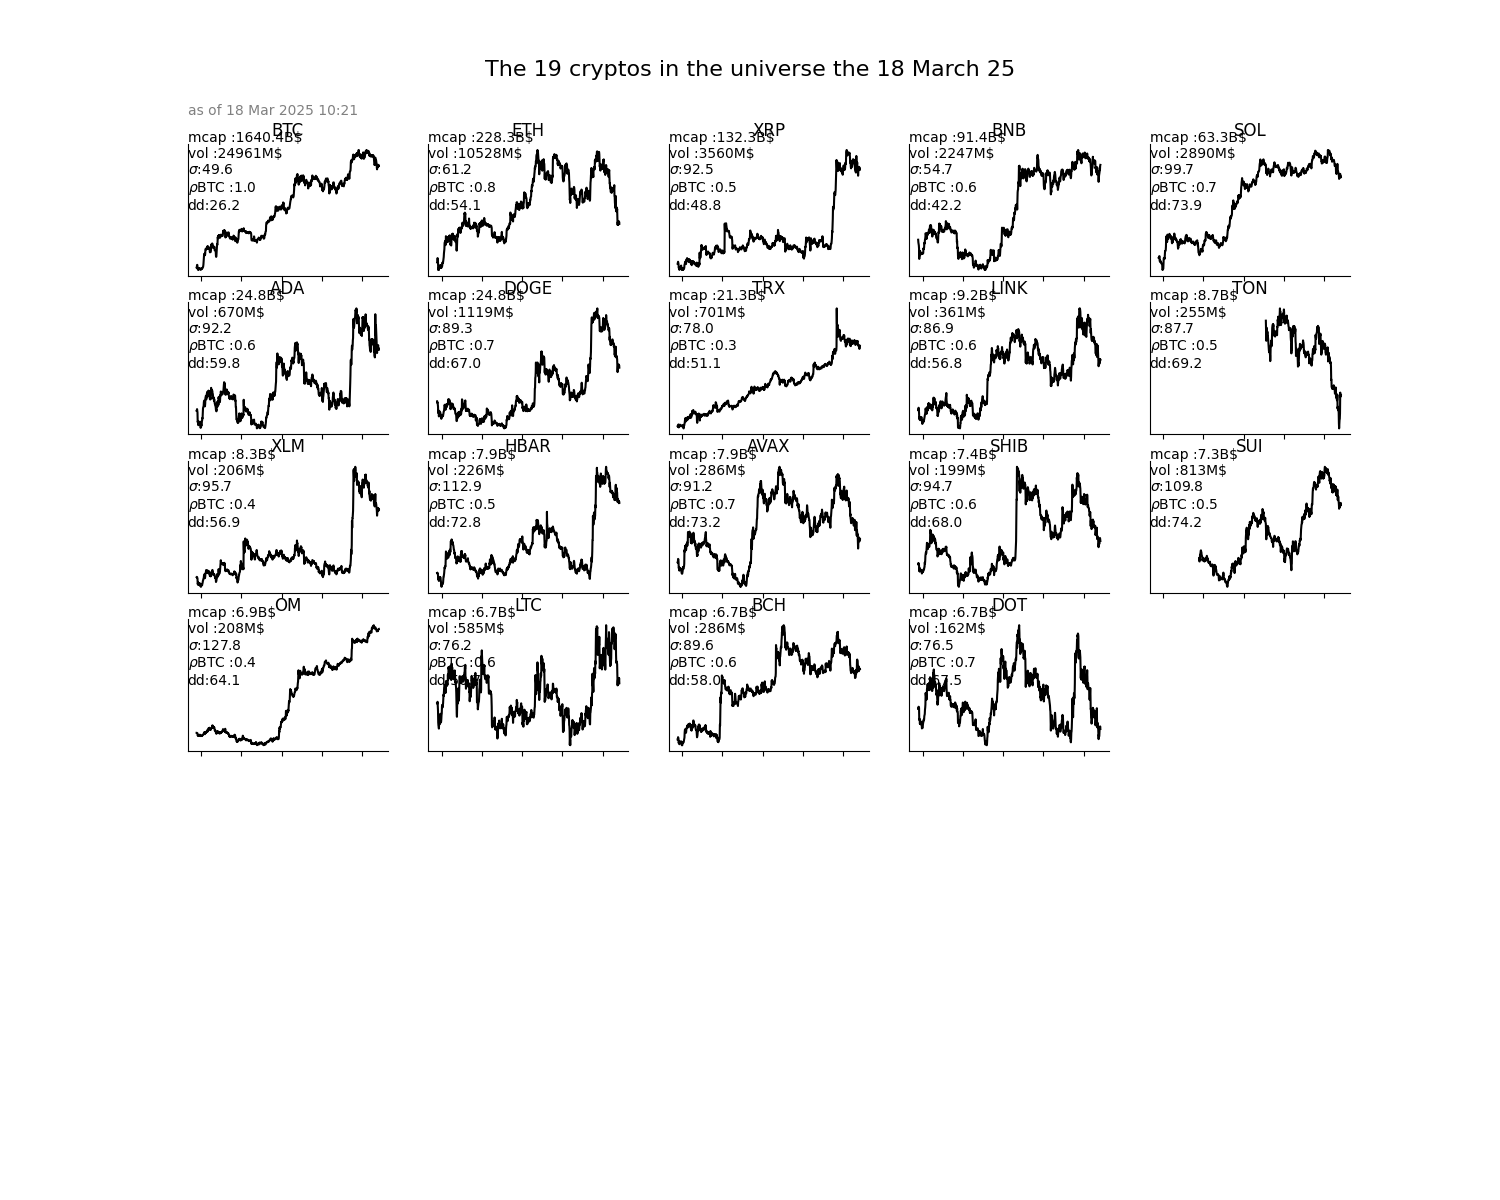 The 19 cryptos in the universe the 18 March 25
as of 18 Mar 2025 10:21
BTC
mcap :1640.4B$
vol :24961M$
σ:49.6
ρBTC :1.0
dd:26.2
ETH
mcap :228.3B$
vol :10528M$
σ:61.2
ρBTC :0.8
dd:54.1
XRP
mcap :132.3B$
vol :3560M$
σ:92.5
ρBTC :0.5
dd:48.8
BNB
mcap :91.4B$
vol :2247M$
σ:54.7
ρBTC :0.6
dd:42.2
SOL
mcap :63.3B$
vol :2890M$
σ:99.7
ρBTC :0.7
dd:73.9
ADA
mcap :24.8B$
vol :670M$
σ:92.2
ρBTC :0.6
dd:59.8
DOGE
mcap :24.8B$
vol :1119M$
σ:89.3
ρBTC :0.7
dd:67.0
TRX
mcap :21.3B$
vol :701M$
σ:78.0
ρBTC :0.3
dd:51.1
LINK
mcap :9.2B$
vol :361M$
σ:86.9
ρBTC :0.6
dd:56.8
TON
mcap :8.7B$
vol :255M$
σ:87.7
ρBTC :0.5
dd:69.2
XLM
mcap :8.3B$
vol :206M$
σ:95.7
ρBTC :0.4
dd:56.9
HBAR
mcap :7.9B$
vol :226M$
σ:112.9
ρBTC :0.5
dd:72.8
AVAX
mcap :7.9B$
vol :286M$
σ:91.2
ρBTC :0.7
dd:73.2
SHIB
mcap :7.4B$
vol :199M$
σ:94.7
ρBTC :0.6
dd:68.0
SUI
mcap :7.3B$
vol :813M$
σ:109.8
ρBTC :0.5
dd:74.2
OM
mcap :6.9B$
vol :208M$
σ:127.8
ρBTC :0.4
dd:64.1
LTC
mcap :6.7B$
vol :585M$
σ:76.2
ρBTC :0.6
BCH
mcap :6.7B$
vol :286M$
σ:89.6
ρBTC :0.6
dd:58.0
DOT
mcap :6.7B$
vol :162M$
σ:76.5
ρBTC :0.7
dd:67.5